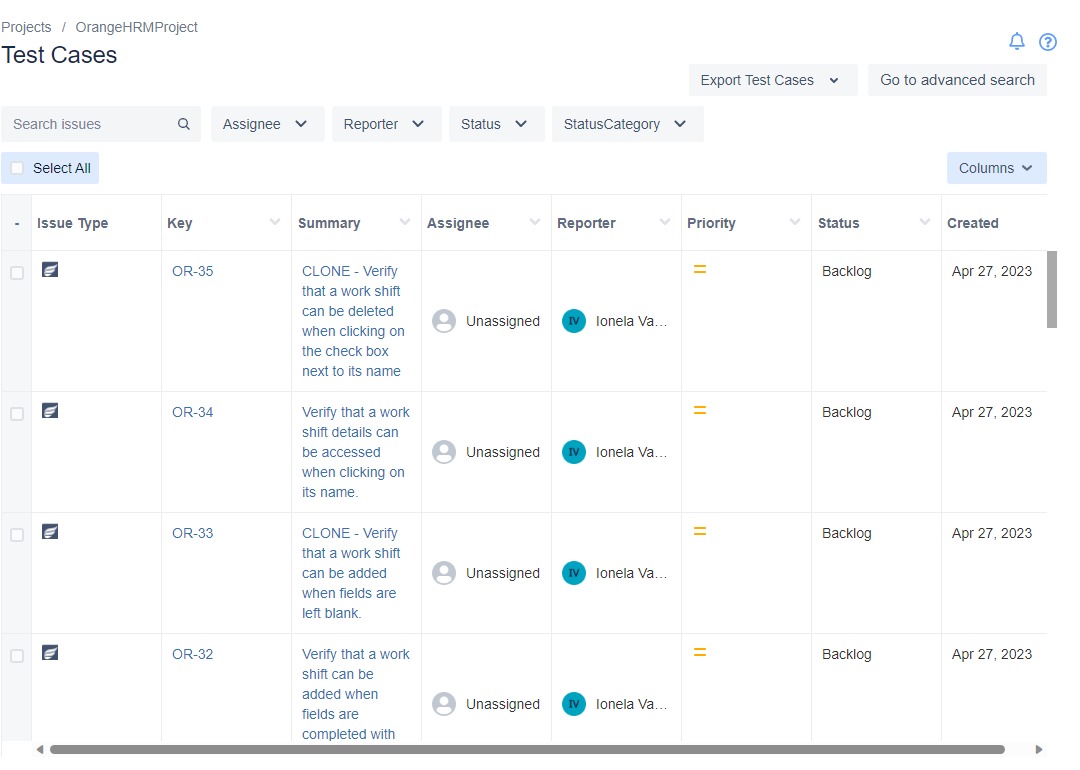 Projects / OrangeHRMProject
Test Cases
Export Test Cases
Go to advanced search
Search issues
Assignee
Reporter
Status
StatusCategory
Select All
Columns
- Issue Type Key Summary Assignee Reporter Priority Status Created
OR-35
CLONE - Verify
that a work shift
can be deleted
when clicking on
the check box
next to its name
Unassigned
IV Ionela Va...
Backlog
Apr 27, 2023
OR-34
Verify that a work
shift details can
be accessed
when clicking on
its name.
Unassigned
IV Ionela Va...
Backlog
Apr 27, 2023
OR-33
CLONE - Verify
that a work shift
can be added
when fields are
left blank.
Unassigned
IV Ionela Va...
Backlog
Apr 27, 2023
OR-32
Verify that a work
shift can be
added when
fields are
completed with
Unassigned
IV Ionela Va...
Backlog
Apr 27, 2023